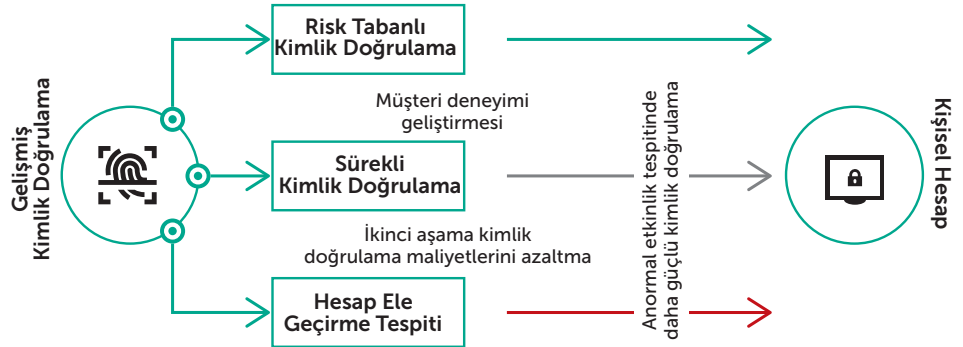 Gelişmiş
Kimlik Doğrulama
Risk Tabanlı
Kimlik Doğrulama
Müşteri deneyimi
geliştirmesi
Sürekli
Kimlik Doğrulama
İkinci aşama kimlik
doğrulama maliyetlerini azaltma
Hesap Ele
Geçirme Tespiti
Anormal etkinlik tespitinde
daha güçlü kimlik doğrulama
Kişisel Hesap